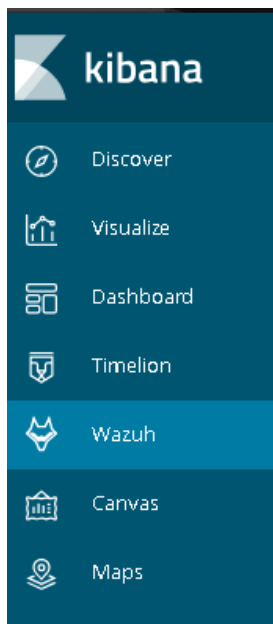 kibana
Discover
Visualize
Dashboard
Timelion
Wazuh
Canvas
Maps